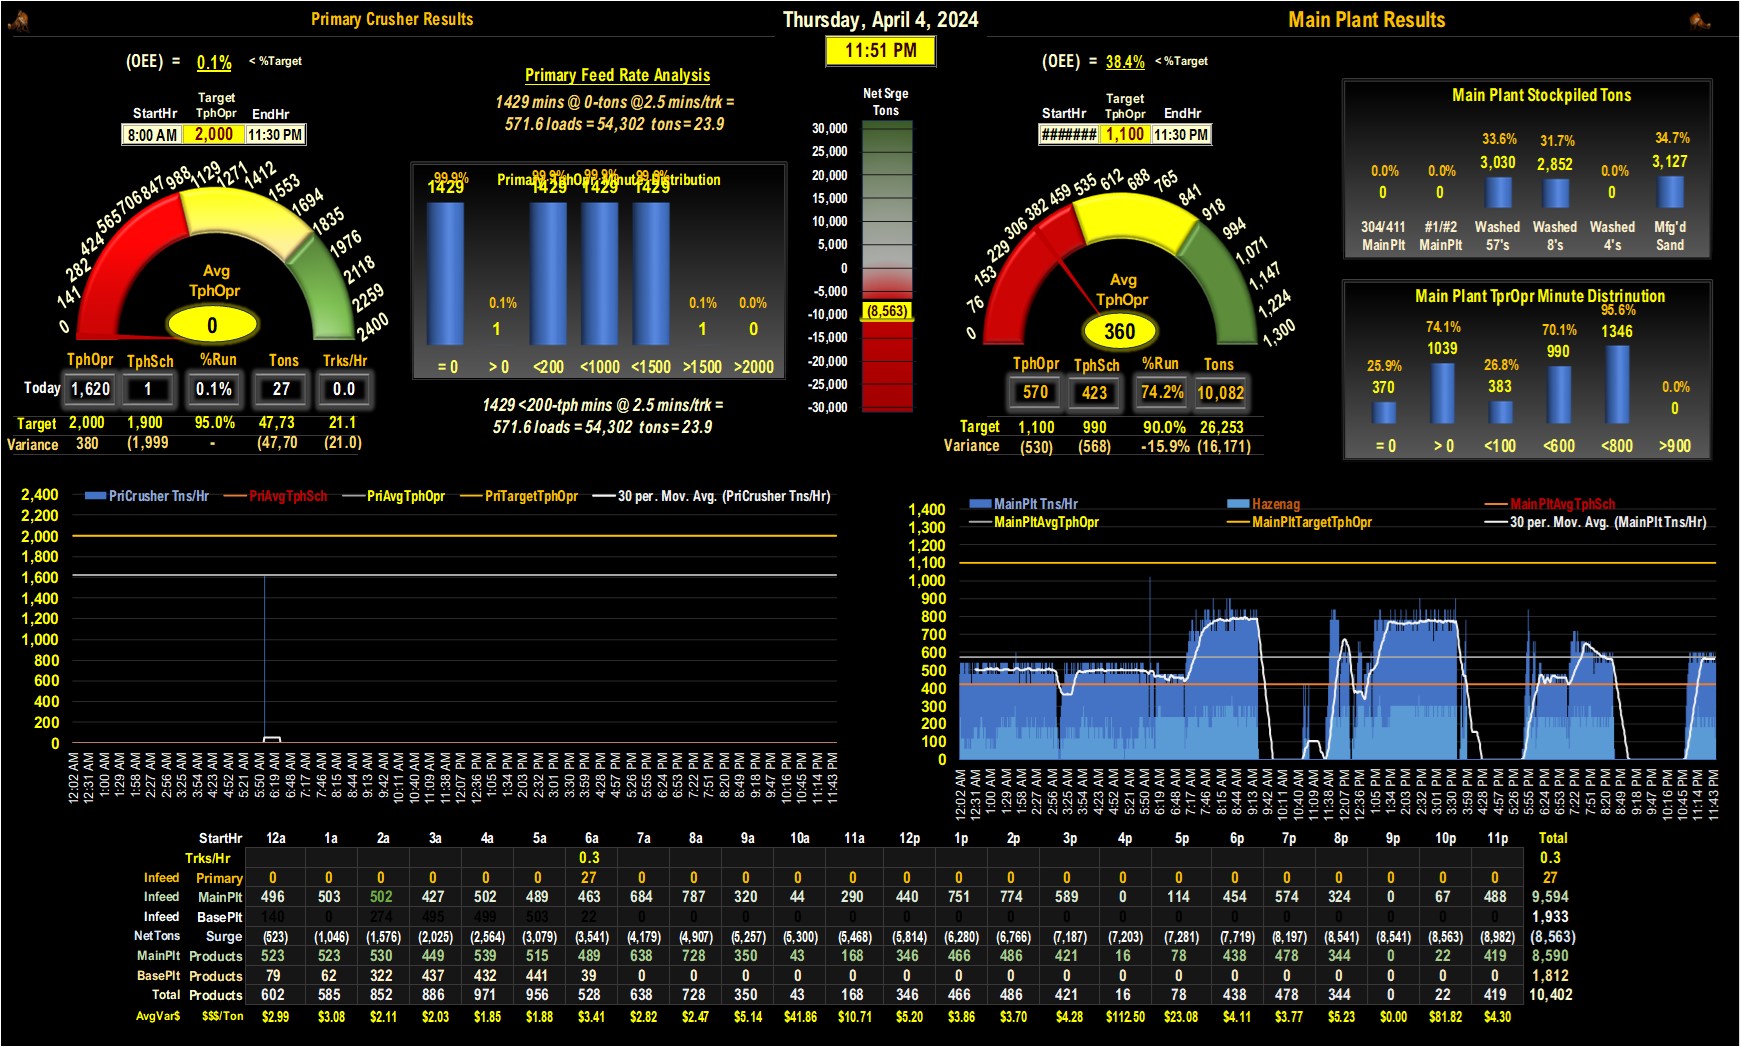 Primary Crusher Results
Thursday, April 4, 2024
Main Plant Results
11:51 PM
(OEE) = 0.1% < %Target
Target
StartHr TphOpr EndHr
8:00 AM 2,000 11:30 PM
0 141 282 424 565 706 847 988 1129 1271 1412 1553 1694 1835 1976 2118 2259 2400
Avg
TphOpr
0
TphOpr TphSch %Run Tons Trks/Hr
Today 1,620 1 0.1% 27 0.0
Target 2,000 1,900 95.0% 47,73 21.1
Variance 380 (1,999 - (47,70 (21.0)
Primary Feed Rate Analysis
1429 mins @ 0-tons @2.5 mins/trk =
571.6 loads = 54,302 tons = 23.9
Primary TphOpr Minute Distribution
99.9% 99.9% 99.9% 99.9%
1429 1429 1429 1429
0.1% 0.1% 0.0%
1 1 0
= 0 > 0 <200 <1000 <1500 >1500 >2000
1429 <200-tph mins @ 2.5 mins/trk =
571.6 loads = 54,302 tons = 23.9
Net Srge
Tons
30,000
25,000
20,000
15,000
10,000
5,000
0
-5,000
(8,563)
-10,000
-15,000
-20,000
-25,000
-30,000
(OEE) = 38.4% < %Target
Target
StartHr TphOpr EndHr
####### 1,100 11:30 PM
0 76 153 229 306 382 459 535 612 688 765 841 918 994 1,071 1,147 1,224 1,300
Avg
TphOpr
360
TphOpr TphSch %Run Tons
570 423 74.2% 10,082
Target 1,100 990 90.0% 26,253
Variance (530) (568) -15.9% (16,171)
Main Plant Stockpiled Tons
0.0% 0.0% 33.6% 31.7% 0.0% 34.7%
0 0 3,030 2,852 0 3,127
304/411 #1/#2 Washed Washed Washed Mfg'd
MainPlt MainPlt 57's 8's 4's Sand
Main Plant TprOpr Minute Distrinution
25.9% 74.1% 26.8% 70.1% 95.6% 0.0%
370 1039 383 990 1346 0
= 0 > 0 <100 <600 <800 >900
PriCrusher Tns/Hr PriAvgTphSch PriAvgTphOpr PriTargetTphOpr 30 per. Mov. Avg. (PriCrusher Tns/Hr)
2,400
2,200
2,000
1,800
1,600
1,400
1,200
1,000
800
600
400
200
0
12:02 AM 12:31 AM 1:00 AM 1:29 AM 1:58 AM 2:27 AM 2:56 AM 3:25 AM 3:54 AM 4:23 AM 4:52 AM 5:21 AM 5:50 AM 6:19 AM 6:48 AM 7:17 AM 7:46 AM 8:15 AM 8:44 AM 9:13 AM 9:42 AM 10:11 AM 10:40 AM 11:09 AM 11:38 AM 12:07 PM 12:36 PM 1:05 PM 1:34 PM 2:03 PM 2:32 PM 3:01 PM 3:30 PM 3:59 PM 4:28 PM 4:57 PM 5:26 PM 5:55 PM 6:24 PM 6:53 PM 7:22 PM 7:51 PM 8:20 PM 8:49 PM 9:18 PM 9:47 PM 10:16 PM 10:45 PM 11:14 PM 11:43 PM
MainPlt Tns/Hr Hazenag MainPltAvgTphSch
MainPltAvgTphOpr MainPltTargetTphOpr 30 per. Mov. Avg. (MainPlt Tns/Hr)
1,400
1,300
1,200
1,100
1,000
900
800
700
600
500
400
300
200
100
0
12:02 AM 12:31 AM 1:00 AM 1:29 AM 1:58 AM 2:27 AM 2:56 AM 3:25 AM 3:54 AM 4:23 AM 4:52 AM 5:21 AM 5:50 AM 6:19 AM 6:48 AM 7:17 AM 7:46 AM 8:15 AM 8:44 AM 9:13 AM 9:42 AM 10:11 AM 10:40 AM 11:09 AM 11:38 AM 12:07 PM 12:36 PM 1:05 PM 1:34 PM 2:03 PM 2:32 PM 3:01 PM 3:30 PM 3:59 PM 4:28 PM 4:57 PM 5:26 PM 5:55 PM 6:24 PM 6:53 PM 7:22 PM 7:51 PM 8:20 PM 8:49 PM 9:18 PM 9:47 PM 10:16 PM 10:45 PM 11:14 PM 11:43 PM
StartHr 12a 1a 2a 3a 4a 5a 6a 7a 8a 9a 10a 11a 12p 1p 2p 3p 4p 5p 6p 7p 8p 9p 10p 11p Total
Trks/Hr 0.3 0.3
Infeed Primary 0 0 0 0 0 0 27 0 0 0 0 0 0 0 0 0 0 0 0 0 0 0 0 0 27
Infeed MainPlt 496 503 502 427 502 489 463 684 787 320 44 290 440 751 774 589 0 114 454 574 324 0 67 488 9,594
Infeed BasePlt 140 0 274 495 499 503 22 0 0 0 0 0 0 0 0 0 0 0 0 0 0 0 0 0 1,933
NetTons Surge (523) (1,046) (1,576) (2,025) (2,564) (3,079) (3,541) (4,179) (4,907) (5,257) (5,300) (5,468) (5,814) (6,280) (6,766) (7,187) (7,203) (7,281) (7,719) (8,197) (8,541) (8,541) (8,563) (8,982) (8,563)
MainPlt Products 523 523 530 449 539 515 489 638 728 350 43 168 346 466 486 421 16 78 438 478 344 0 22 419 8,590
BasePlt Products 79 62 322 437 432 441 39 0 0 0 0 0 0 0 0 0 0 0 0 0 0 0 0 0 1,812
Total Products 602 585 852 886 971 956 528 638 728 350 43 168 346 466 486 421 16 78 438 478 344 0 22 419 10,402
AvgVar$ $$$/Ton $2.99 $3.08 $2.11 $2.03 $1.85 $1.88 $3.41 $2.82 $2.47 $5.14 $41.86 $10.71 $5.20 $3.86 $3.70 $4.28 $112.50 $23.08 $4.11 $3.77 $5.23 $0.00 $81.82 $4.30